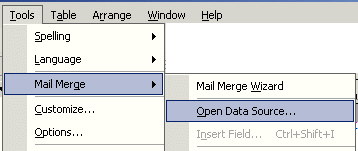 Tools Table Arrange Window Help
Spelling
Language
Mail Merge
Mail Merge Wizard
Customize...
Open Data Source...
Options...
Insert Field... Ctrl+Shift+I